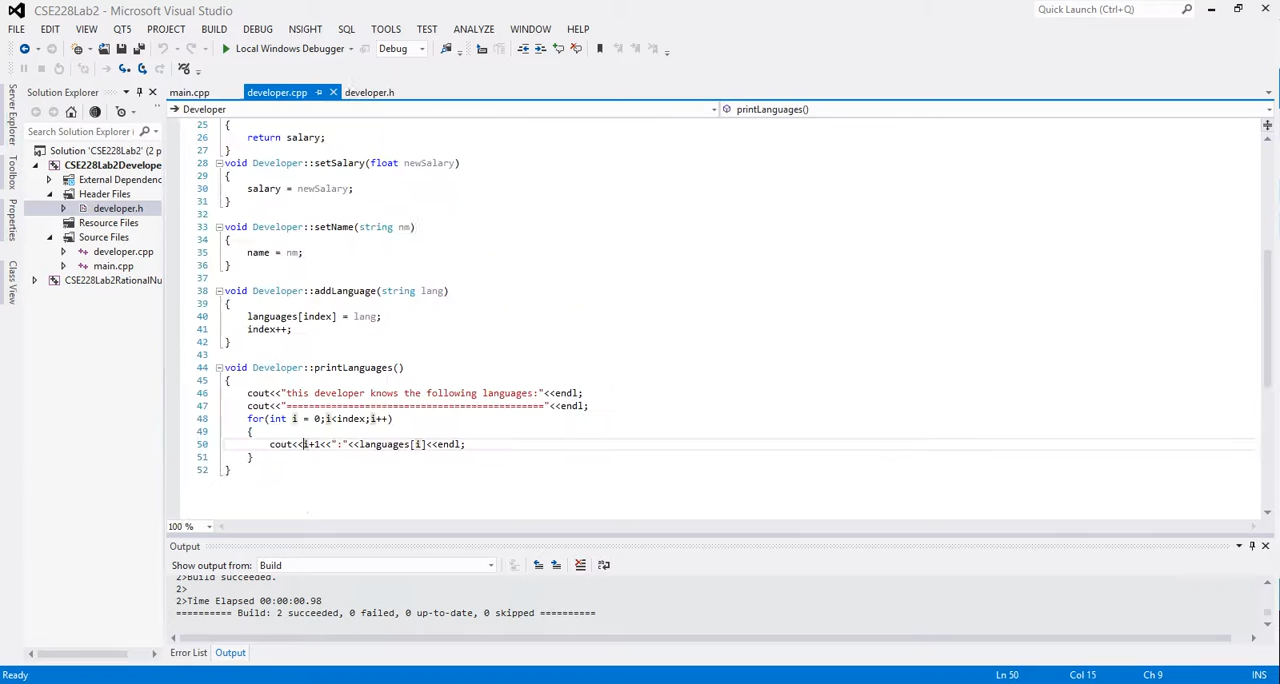 CSE228Lab2 - Microsoft Visual Studio
Quick Launch (Ctrl+Q)
FILE EDIT VIEW QT5 PROJECT BUILD DEBUG NSIGHT SQL TOOLS TEST ANALYZE WINDOW HELP
Local Windows Debugger Debug
Server Explorer
Toolbox
Properties
Class View
Solution Explorer
Search Solution Explorer (
Solution 'CSE228Lab2' (2 p
CSE228Lab2Develope
External Dependenc
Header Files
developer.h
Resource Files
Source Files
developer.cpp
main.cpp
CSE228Lab2RationalNu
main.cpp developer.cpp developer.h
Developer printLanguages()
25 {
26 return salary;
27 }
28 void Developer::setSalary(float newSalary)
29 {
30 salary = newSalary;
31 }
32
33 void Developer::setName(string nm)
34 {
35 name = nm;
36 }
37
38 void Developer::addLanguage(string lang)
39 {
40 languages[index] = lang;
41 index++;
42 }
43
44 void Developer::printLanguages()
45 {
46 cout<<"this developer knows the following languages:"<<endl;
47 cout<<"=============================================="<<endl;
48 for(int i = 0;i<index;i++)
49 {
50 cout<<i+1<<":"<<languages[i]<<endl;
51 }
52 }
100 %
Output
Show output from: Build
2>Build succeeded.
2>
2>Time Elapsed 00:00:00.98
========== Build: 2 succeeded, 0 failed, 0 up-to-date, 0 skipped ==========
Error List Output
Ready Ln 50 Col 15 Ch 9 INS